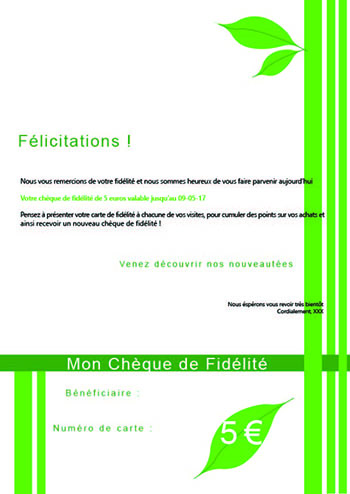 Félicitations !
Nous vous remercions de votre fidélité et nous sommes heureux de vous faire parvenir aujourd'hui
Votre chèque de fidélité de 5 euros valable jusqu'au 09-05-17
Pensez à présenter votre carte de fidélité à chacune de vos visites, pour cumuler des points sur vos achats et
ainsi recevoir un nouveau chèque de fidélité !
Venez découvrir nos nouveautées
Nous éspérons vous revoir très bientôt
Cordialement, XXX
Mon Chèque de Fidélité
Bénéficiaire :
Numéro de carte :
5 €